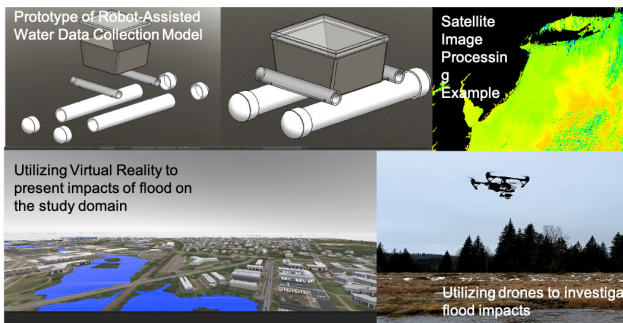 Prototype of Robot-Assisted
Water Data Collection Model
Satellite
Image
Processin
g
Example
Utilizing Virtual Reality to
present impacts of flood on
the study domain
Utilizing drones to investiga
flood impacts